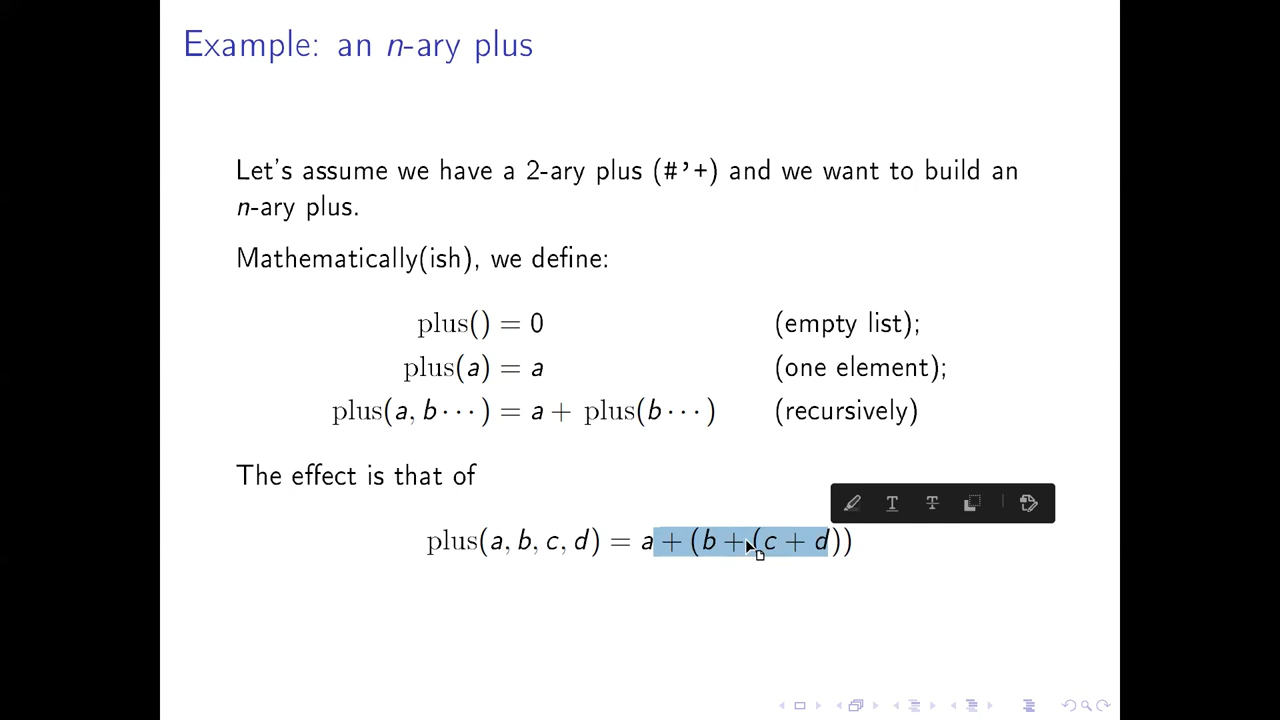 Example: an n-ary plus
Let's assume we have a 2-ary plus (#'+) and we want to build an
n-ary plus.
Mathematically(ish), we define:
plus() = 0 (empty list);
plus(a) = a (one element);
plus(a, b ⋯ ) = a + plus(b ⋯ ) (recursively)
The effect is that of
plus(a, b, c, d) = a + (b + (c + d))